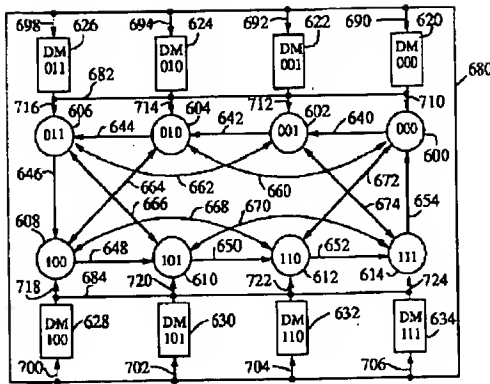 698 626 694 624 692 622 690 620
DM 011
DM 010
DM 001
DM 000
680
682
716 606 714 604 712 602 710
011 644 010 642 001 640 000
600
646 664 662 660 672
666 668 670 674 654
608
100 648 101 650 110 652 111
718 684 720 610 722 612 614 724
DM 100
DM 101
DM 110
DM 111
628 630 632 634
700 702 704 706